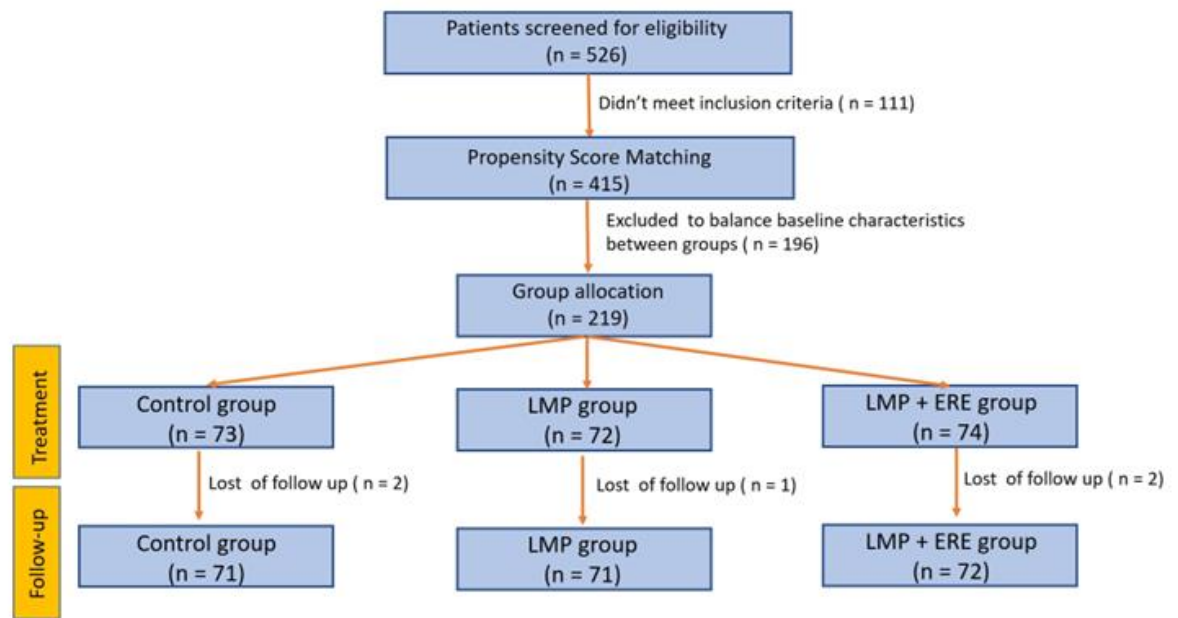 Patients screened for eligibility
(n = 526)
Didn't meet inclusion criteria ( n = 111)
Propensity Score Matching
(n = 415)
Excluded  to balance baseline characteristics
between groups ( n = 196)
Group allocation
(n = 219)
Treatment
Control group
(n = 73)
LMP group
(n = 72)
LMP + ERE group
(n = 74)
Lost  of follow up ( n = 2)
Lost  of follow up ( n = 1)
Lost  of follow up ( n = 2)
Follow-up
Control group
(n = 71)
LMP group
(n = 71)
LMP + ERE group
(n = 72)